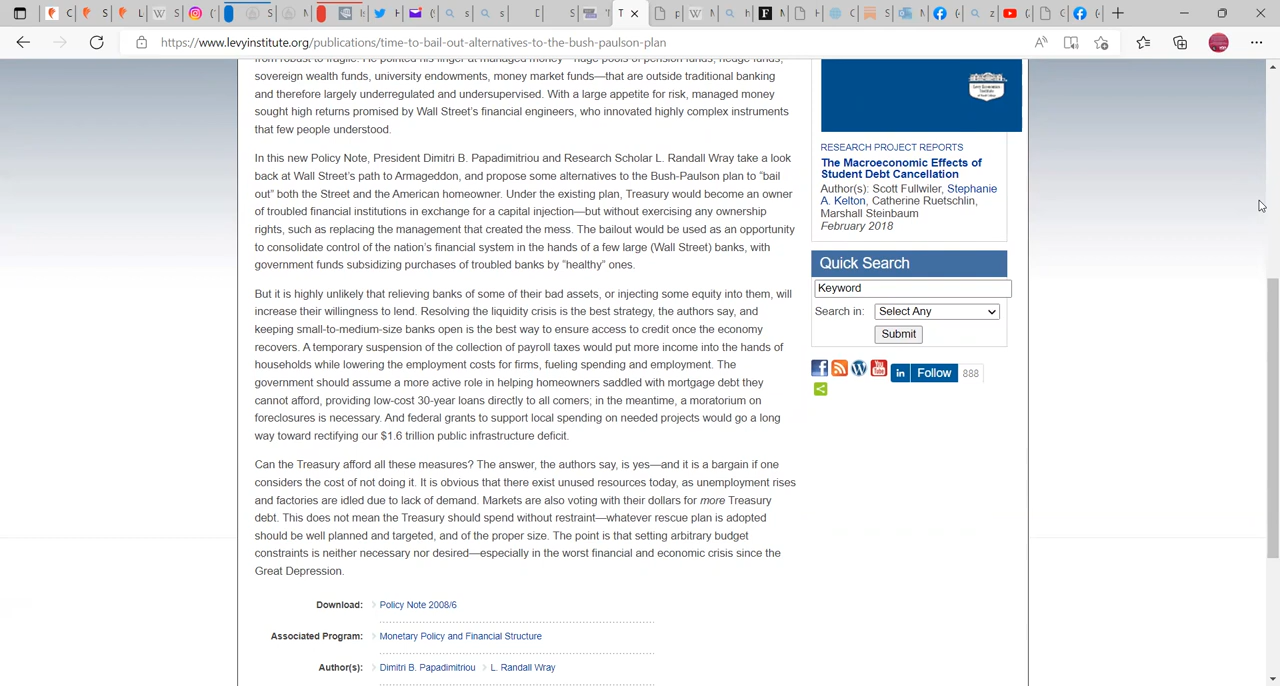 https://www.levyinstitute.org/publications/time-to-bail-out-alternatives-to-the-bush-paulson-plan
from robust to fragile. He pointed his finger at managed money—huge pools of pension funds, hedge funds,
sovereign wealth funds, university endowments, money market funds—that are outside traditional banking
and therefore largely underregulated and undersupervised. With a large appetite for risk, managed money
sought high returns promised by Wall Street's financial engineers, who innovated highly complex instruments
that few people understood.
In this new Policy Note, President Dimitri B. Papadimitriou and Research Scholar L. Randall Wray take a look
back at Wall Street's path to Armageddon, and propose some alternatives to the Bush-Paulson plan to “bail
out” both the Street and the American homeowner. Under the existing plan, Treasury would become an owner
of troubled financial institutions in exchange for a capital injection—but without exercising any ownership
rights, such as replacing the management that created the mess. The bailout would be used as an opportunity
to consolidate control of the nation's financial system in the hands of a few large (Wall Street) banks, with
government funds subsidizing purchases of troubled banks by “healthy” ones.
But it is highly unlikely that relieving banks of some of their bad assets, or injecting some equity into them, will
increase their willingness to lend. Resolving the liquidity crisis is the best strategy, the authors say, and
keeping small-to-medium-size banks open is the best way to ensure access to credit once the economy
recovers. A temporary suspension of the collection of payroll taxes would put more income into the hands of
households while lowering the employment costs for firms, fueling spending and employment. The
government should assume a more active role in helping homeowners saddled with mortgage debt they
cannot afford, providing low-cost 30-year loans directly to all comers; in the meantime, a moratorium on
foreclosures is necessary. And federal grants to support local spending on needed projects would go a long
way toward rectifying our $1.6 trillion public infrastructure deficit.
Can the Treasury afford all these measures? The answer, the authors say, is yes—and it is a bargain if one
considers the cost of not doing it. It is obvious that there exist unused resources today, as unemployment rises
and factories are idled due to lack of demand. Markets are also voting with their dollars for more Treasury
debt. This does not mean the Treasury should spend without restraint—whatever rescue plan is adopted
should be well planned and targeted, and of the proper size. The point is that setting arbitrary budget
constraints is neither necessary nor desired—especially in the worst financial and economic crisis since the
Great Depression.
Download: Policy Note 2008/6
Associated Program: Monetary Policy and Financial Structure
Author(s): Dimitri B. Papadimitriou L. Randall Wray
RESEARCH PROJECT REPORTS
The Macroeconomic Effects of
Student Debt Cancellation
Author(s): Scott Fullwiler, Stephanie
A. Kelton, Catherine Ruetschlin,
Marshall Steinbaum
February 2018
Quick Search
Keyword
Search in: Select Any
Submit
in Follow 888